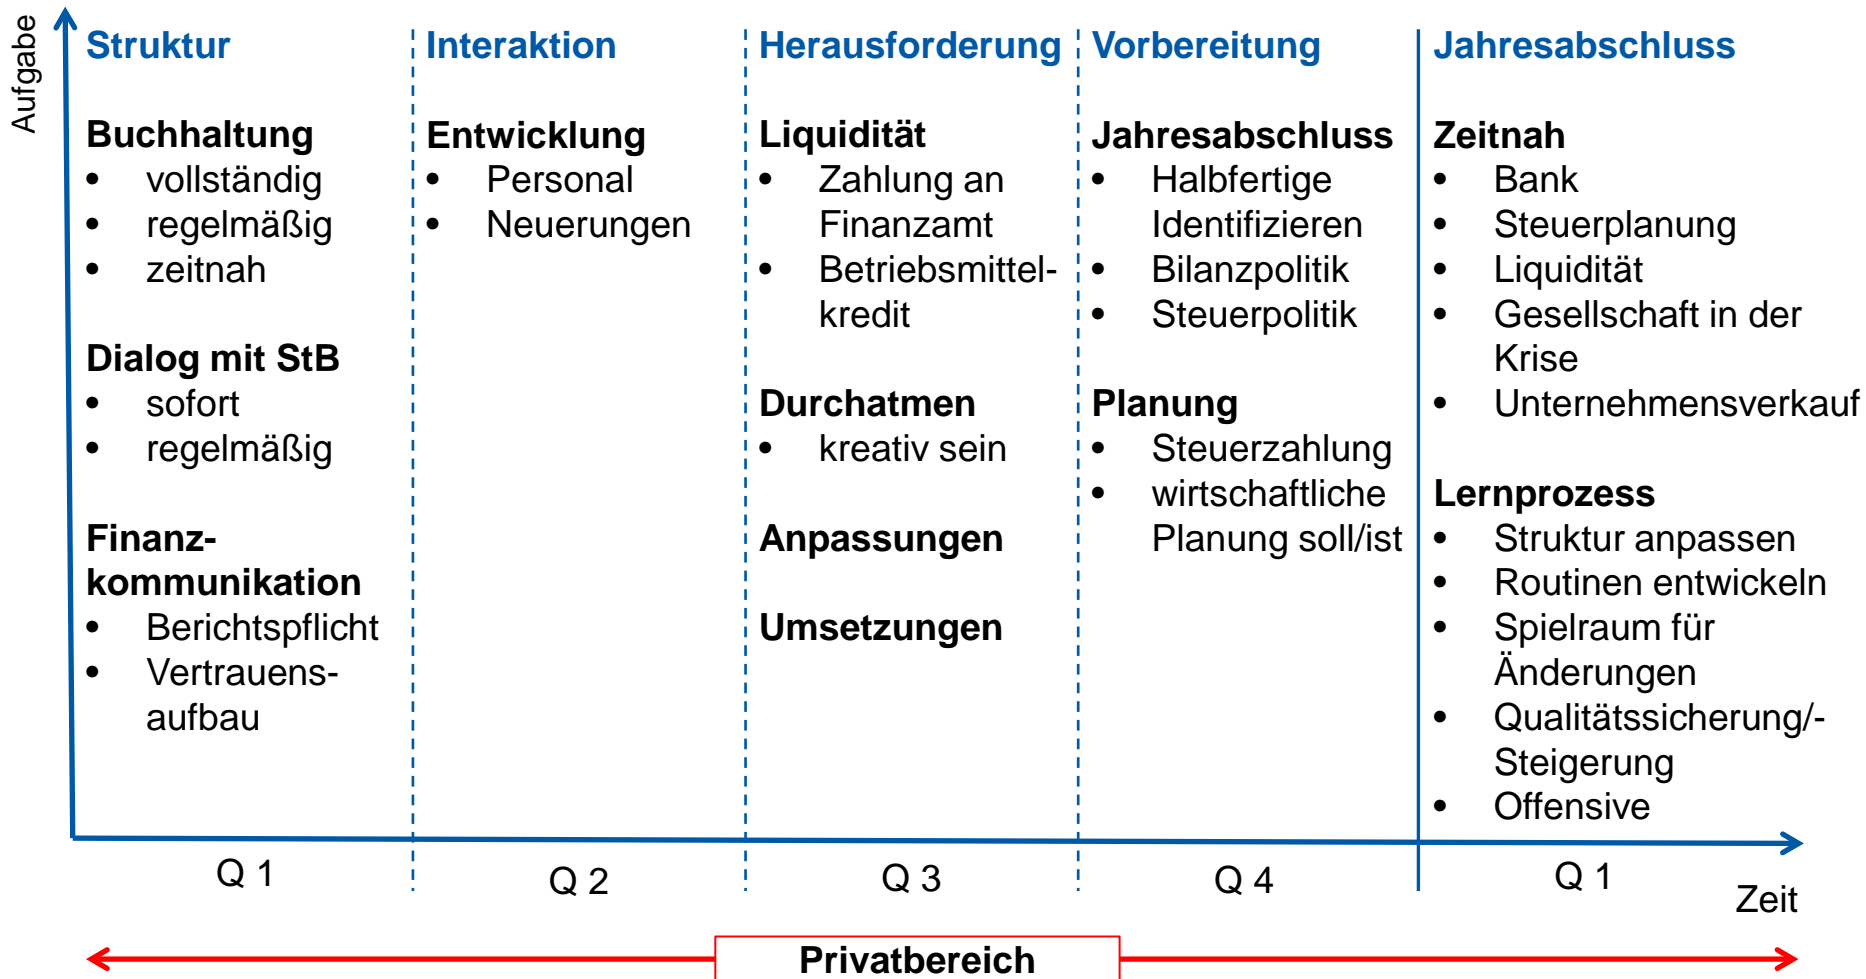 Aufgabe
Struktur
Buchhaltung
• vollständig
• regelmäßig
• zeitnah
Dialog mit StB
• sofort
• regelmäßig
Finanz-
kommunikation
• Berichtspflicht
• Vertrauens-
aufbau
Q 1
Interaktion
Entwicklung
• Personal
• Neuerungen
Q 2
Herausforderung
Liquidität
• Zahlung an
Finanzamt
• Betriebsmittel-
kredit
Durchatmen
• kreativ sein
Anpassungen
Umsetzungen
Q 3
Vorbereitung
Jahresabschluss
• Halbfertige
Identifizieren
• Bilanzpolitik
• Steuerpolitik
Planung
• Steuerzahlung
• wirtschaftliche
Planung soll/ist
Q 4
Jahresabschluss
Zeitnah
• Bank
• Steuerplanung
• Liquidität
• Gesellschaft in der
Krise
• Unternehmensverkauf
Lernprozess
• Struktur anpassen
• Routinen entwickeln
• Spielraum für
Änderungen
• Qualitätssicherung/-
Steigerung
• Offensive
Q 1
Zeit
Privatbereich